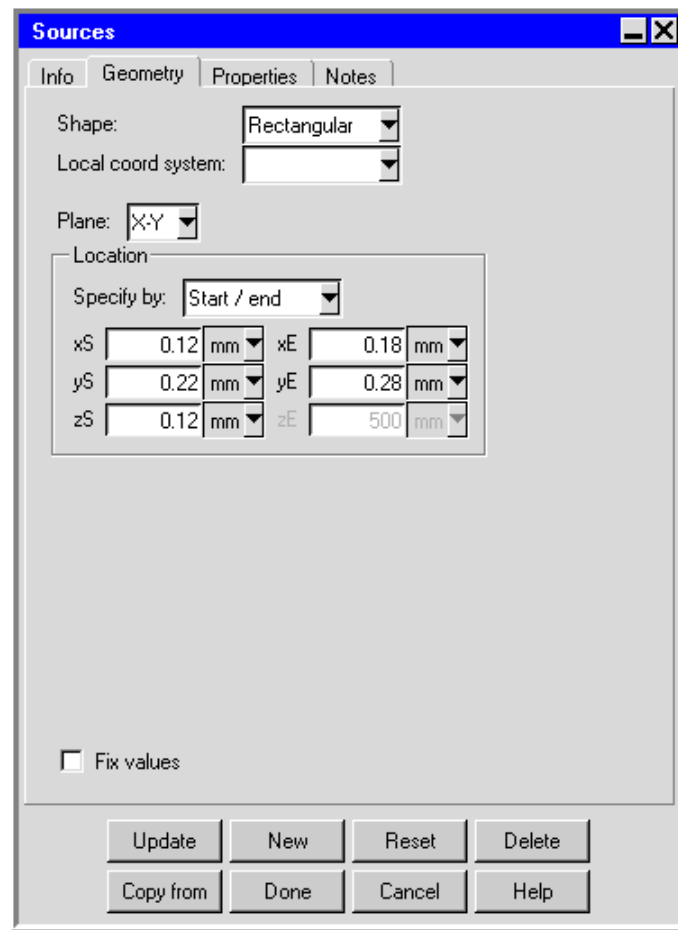 Sources
Info Geometry Properties Notes
Shape: Rectangular
Local coord system:
Plane: X-Y
Location
Specify by: Start / end
xS 0.12 mm xE 0.18 mm
yS 0.22 mm yE 0.28 mm
zS 0.12 mm zE 500 mm
Fix values
Update New Reset Delete
Copy from Done Cancel Help